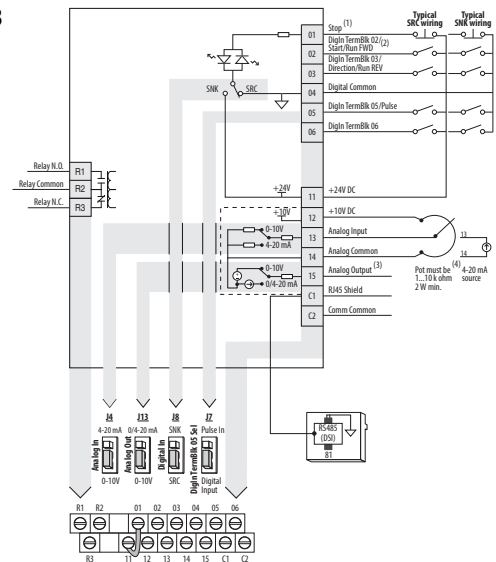 B
Typical SRC wiring
Typical SNK wiring
01 Stop (1)
02 DigIn TermBlk 02/ Start/Run FWD (2)
03 DigIn TermBlk 03/ Direction/Run REV
04 Digital Common
05 DigIn TermBlk 05/Pulse
06 DigIn TermBlk 06
SNK
SRC
Relay N.O. R1
Relay Common R2
Relay N.C. R3
+24V 11 +24V DC
+10V 12 +10V DC
0-10V
4-20 mA
13 Analog Input
14 Analog Common
0-10V
0/4-20 mA
15 Analog Output (3)
C1 RJ45 Shield
C2 Comm Common
13
14
Pot must be 1...10 k ohm 2 W min.
(4)
4-20 mA source
J4 J13 J8 J7
4-20 mA 0/4-20 mA SNK Pulse In
Analog In
Analog Out
Digital In
DigIn TermBlk 05 Sel
0-10V 0-10V SRC Digital Input
RS485 (DSI)
81
R1 R2 01 02 03 04 05 06
R3 11 12 13 14 15 C1 C2